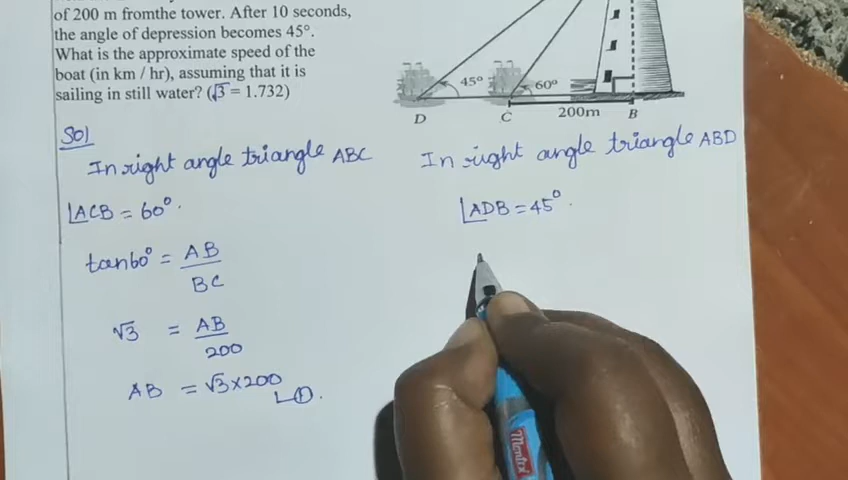 of 200 m fromthe tower. After 10 seconds,
the angle of depression becomes 45°.
What is the approximate speed of the
boat (in km / hr), assuming that it is
sailing in still water? (√3 = 1.732)
45°
60°
200m
D
C
B
Sol
In right angle triangle ABC
∠ACB = 60°.
tan60° = AB/BC
√3 = AB/200
AB = √3×200
①.
In right angle triangle ABD
∠ADB = 45°.
Montex